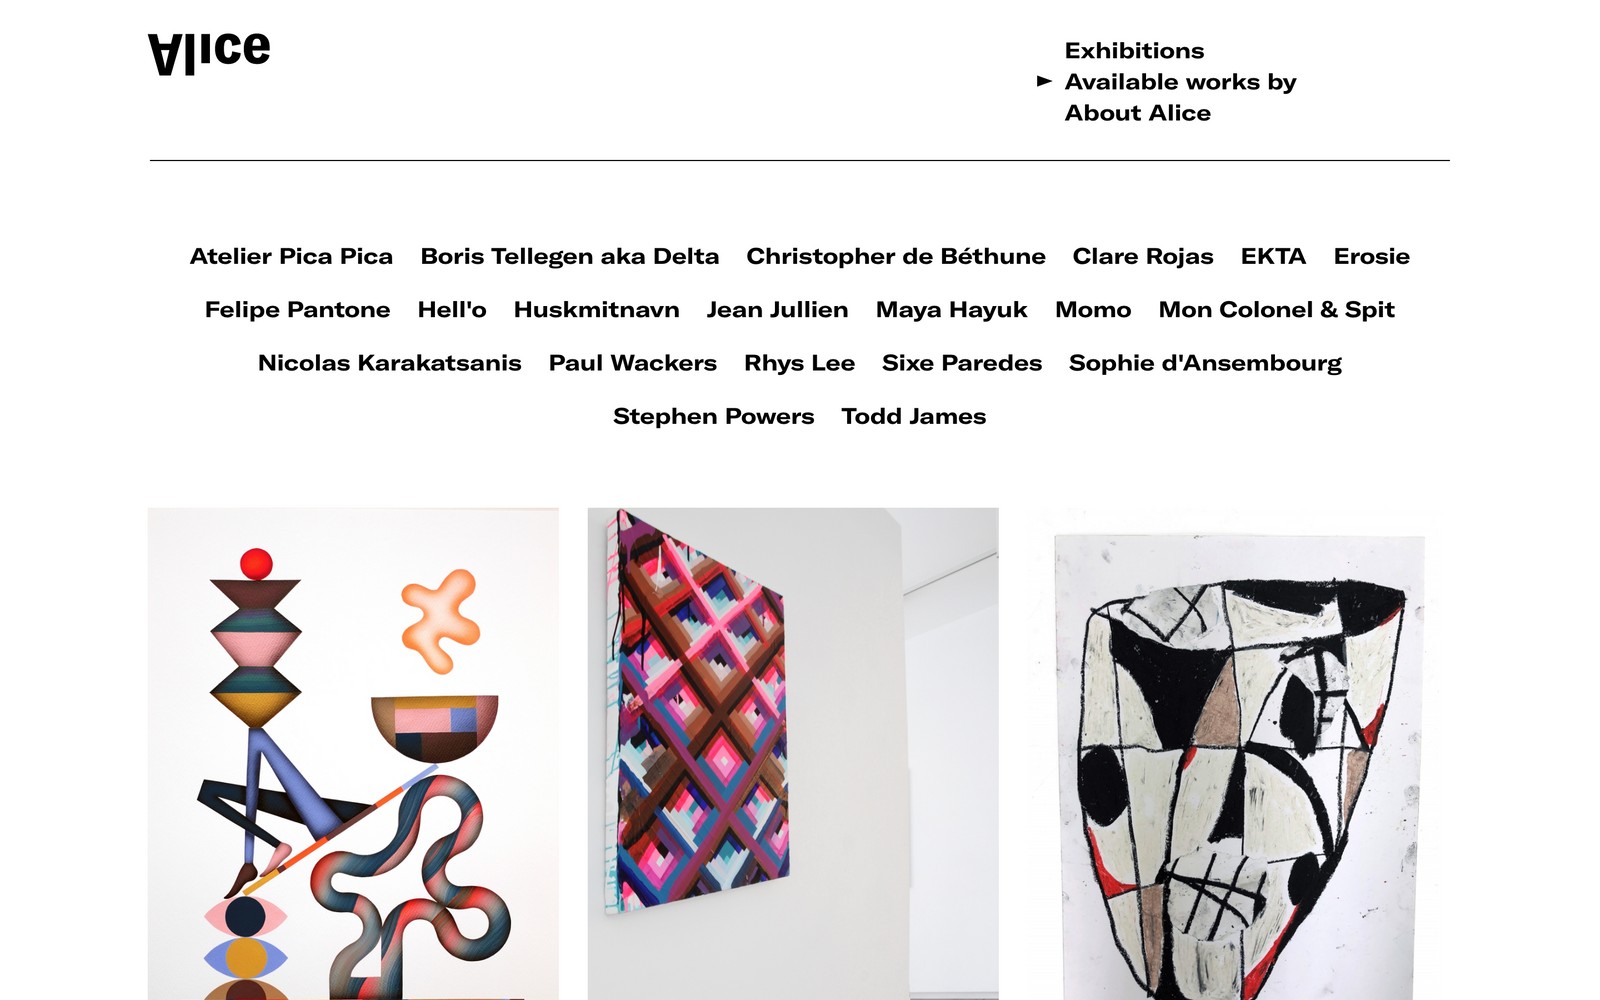 Alice
Exhibitions
► Available works by
About Alice
Atelier Pica Pica Boris Tellegen aka Delta Christopher de Béthune Clare Rojas EKTA Erosie
Felipe Pantone Hell'o Huskmitnavn Jean Jullien Maya Hayuk Momo Mon Colonel & Spit
Nicolas Karakatsanis Paul Wackers Rhys Lee Sixe Paredes Sophie d'Ansembourg
Stephen Powers Todd James